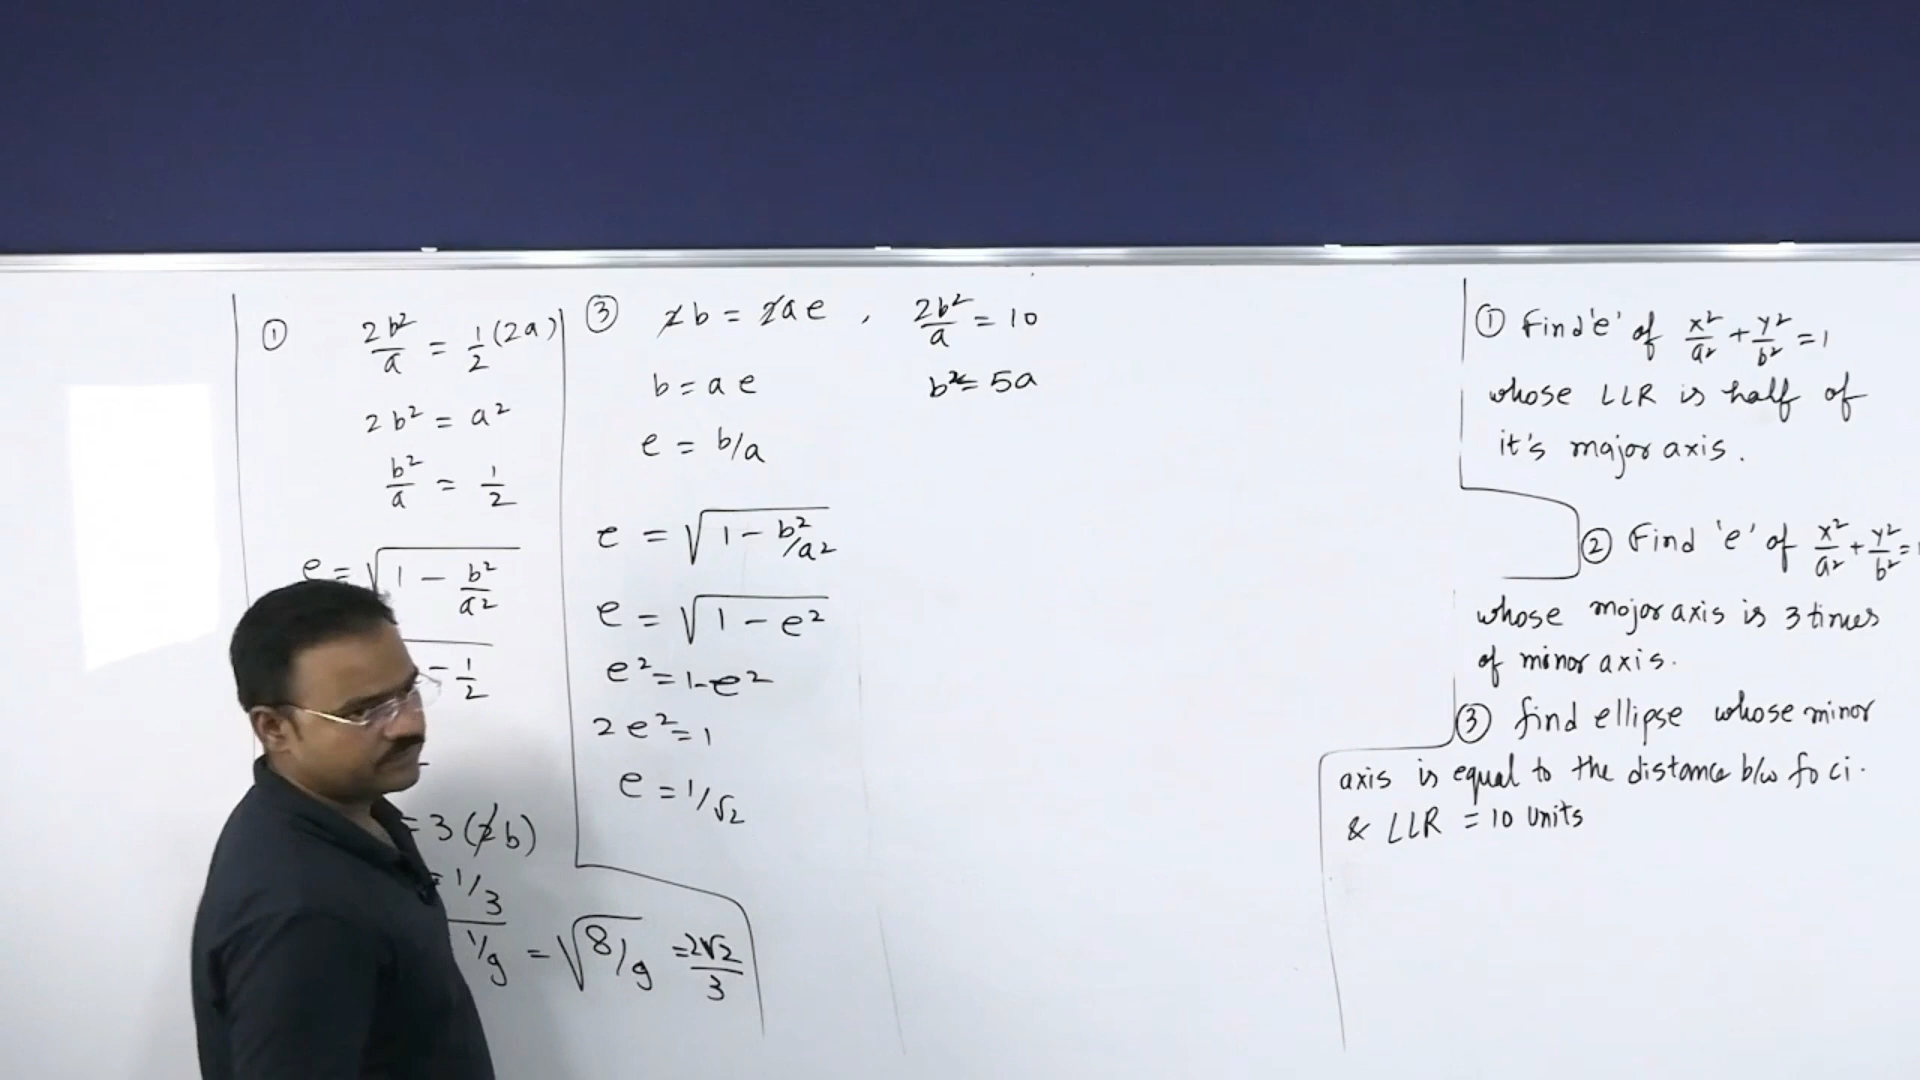 ① 2b²/a = 1/2 (2a)
2b² = a²
b²/a = 1/2
e = √(1 - b²/a²)
- 1/2
= 3(2b)
= 1/3
1/9 = √8/9 = 2√2/3
③ 2b = 2ae , 2b²/a = 10
b = ae b² = 5a
e = b/a
e = √(1 - b²/a²)
e = √(1 - e²)
e² = 1 - e²
2e² = 1
e = 1/√2
① Find 'e' of x²/a² + y²/b² = 1
whose LLR is half of
it's major axis.
② Find 'e' of x²/a² + y²/b² = 1
whose mojor axis is 3 times
of minor axis.
③ find ellipse whose minor
axis is equal to the distance b/w foci.
& LLR = 10 units